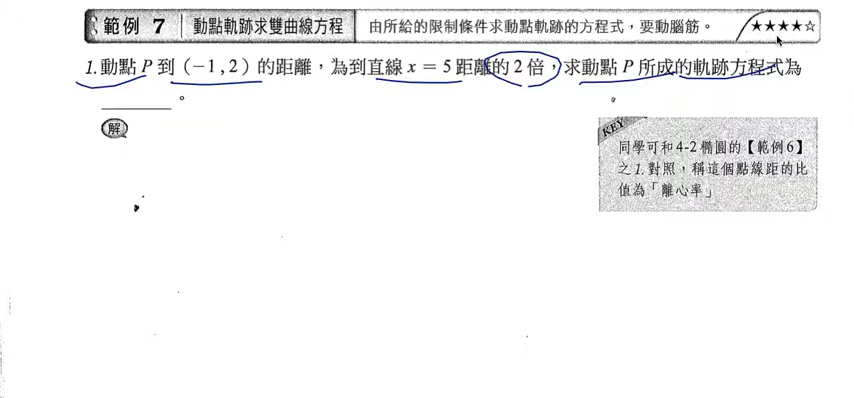 範例 7 動點軌跡求雙曲線方程 由所給的限制條件求動點軌跡的方程式，要動腦筋。 ★★★★☆
1.動點 P 到 (－1 , 2) 的距離，為到直線 x = 5 距離的 2 倍，求動點 P 所成的軌跡方程式為
＿＿＿＿。
解
KEY
同學可和 4-2 橢圓的【範例 6】
之 1. 對照，稱這個點線距的比
值為「離心率」